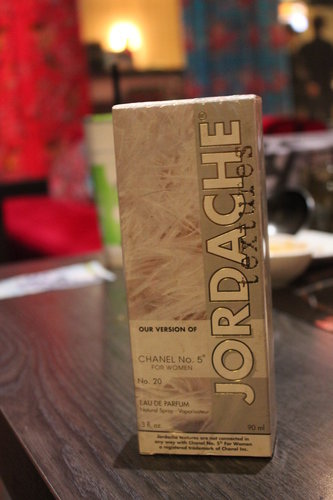 JORDACHE®
textures
OUR VERSION OF
CHANEL No. 5®
FOR WOMEN
No. 20
EAU DE PARFUM
Natural Spray - Vaporisateur
3 fl. oz. 90 ml
Jordache textures are not connected in
any way with Chanel No. 5® For Women
a registered trademark of Chanel Inc.